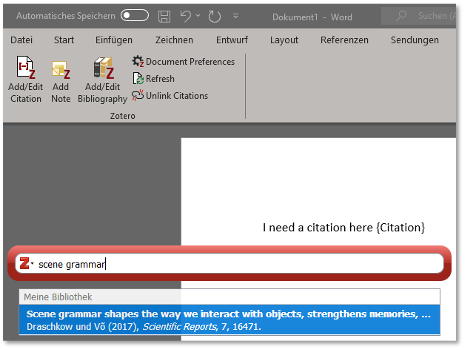 Automatisches Speichern Dokument1 - Word Suchen (
Datei Start Einfügen Zeichnen Entwurf Layout Referenzen Sendungen
Add/Edit Citation
Add Note
Add/Edit Bibliography
Document Preferences
Refresh
Unlink Citations
Zotero
I need a citation here {Citation}
Z scene grammar
Meine Bibliothek
Scene grammar shapes the way we interact with objects, strengthens memories, ...
Draschkow und Võ (2017), Scientific Reports, 7, 16471.